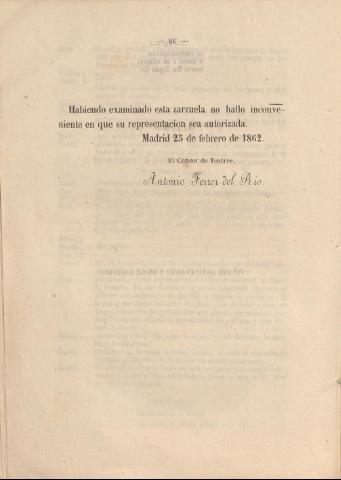 — 86 —
Habiendo examinado esta zarzuela no hallo inconve-
niente en que su representacion sea autorizada.
Madrid 25 de febrero de 1862.
El Censor de Teatros,
Antonio Ferrer del Rio